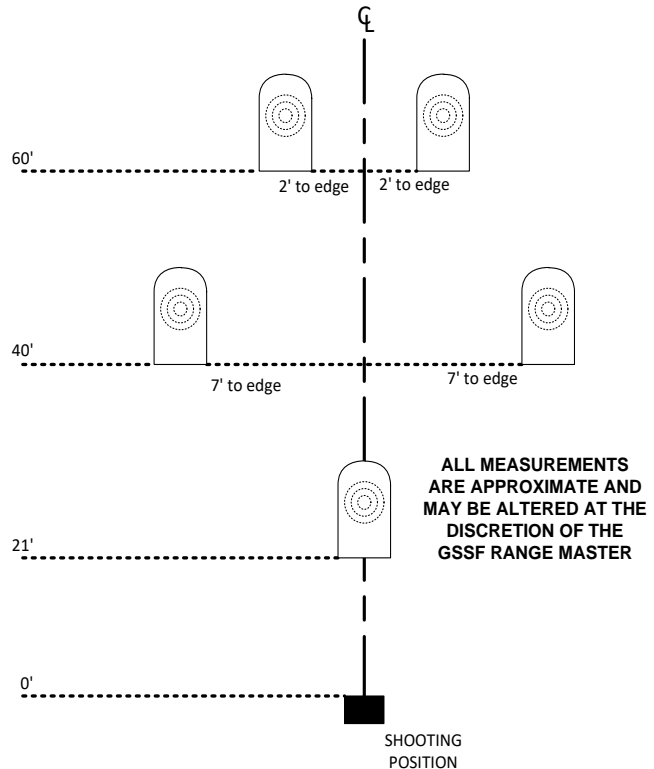 ℄
60'
2' to edge
2' to edge
40'
7' to edge
7' to edge
ALL MEASUREMENTS
ARE APPROXIMATE AND
MAY BE ALTERED AT THE
DISCRETION OF THE
GSSF RANGE MASTER
21'
0'
SHOOTING
POSITION